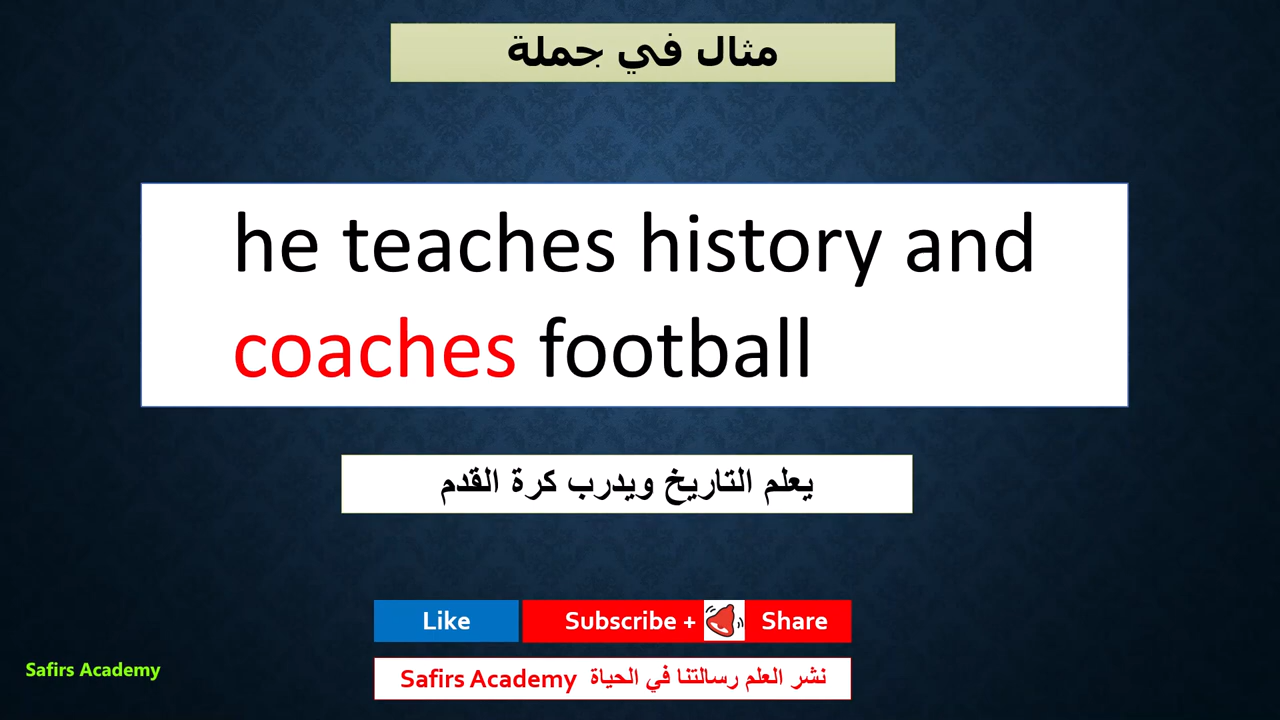 مثال في جملة
he teaches history and
coaches football
يعلم التاريخ ويدرب كرة القدم
Like Subscribe + Share
Safirs Academy
Safirs Academy نشر العلم رسالتنا في الحياة